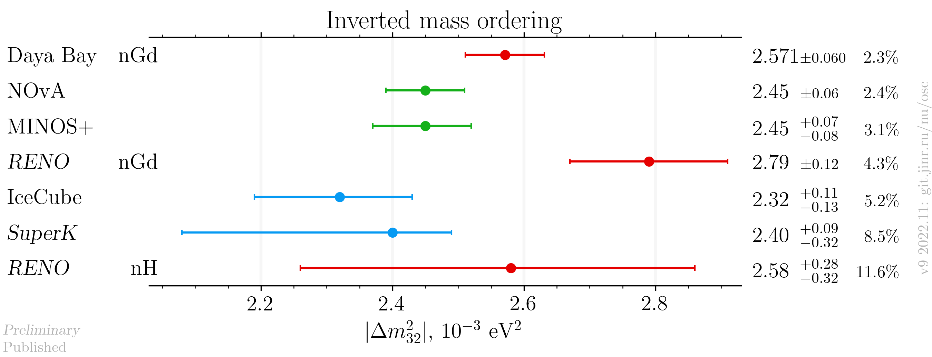 Inverted mass ordering
Daya Bay nGd 2.571±0.060 2.3%
NOvA 2.45 ±0.06 2.4%
MINOS+ 2.45 +0.07 −0.08 3.1%
RENO nGd 2.79 ±0.12 4.3%
IceCube 2.32 +0.11 −0.13 5.2%
SuperK 2.40 +0.09 −0.32 8.5%
RENO nH 2.58 +0.28 −0.32 11.6%
2.2 2.4 2.6 2.8
|Δm²₃₂|, 10⁻³ eV²
Preliminary
Published
v9 2022.11: git.jinr.ru/nu/osc